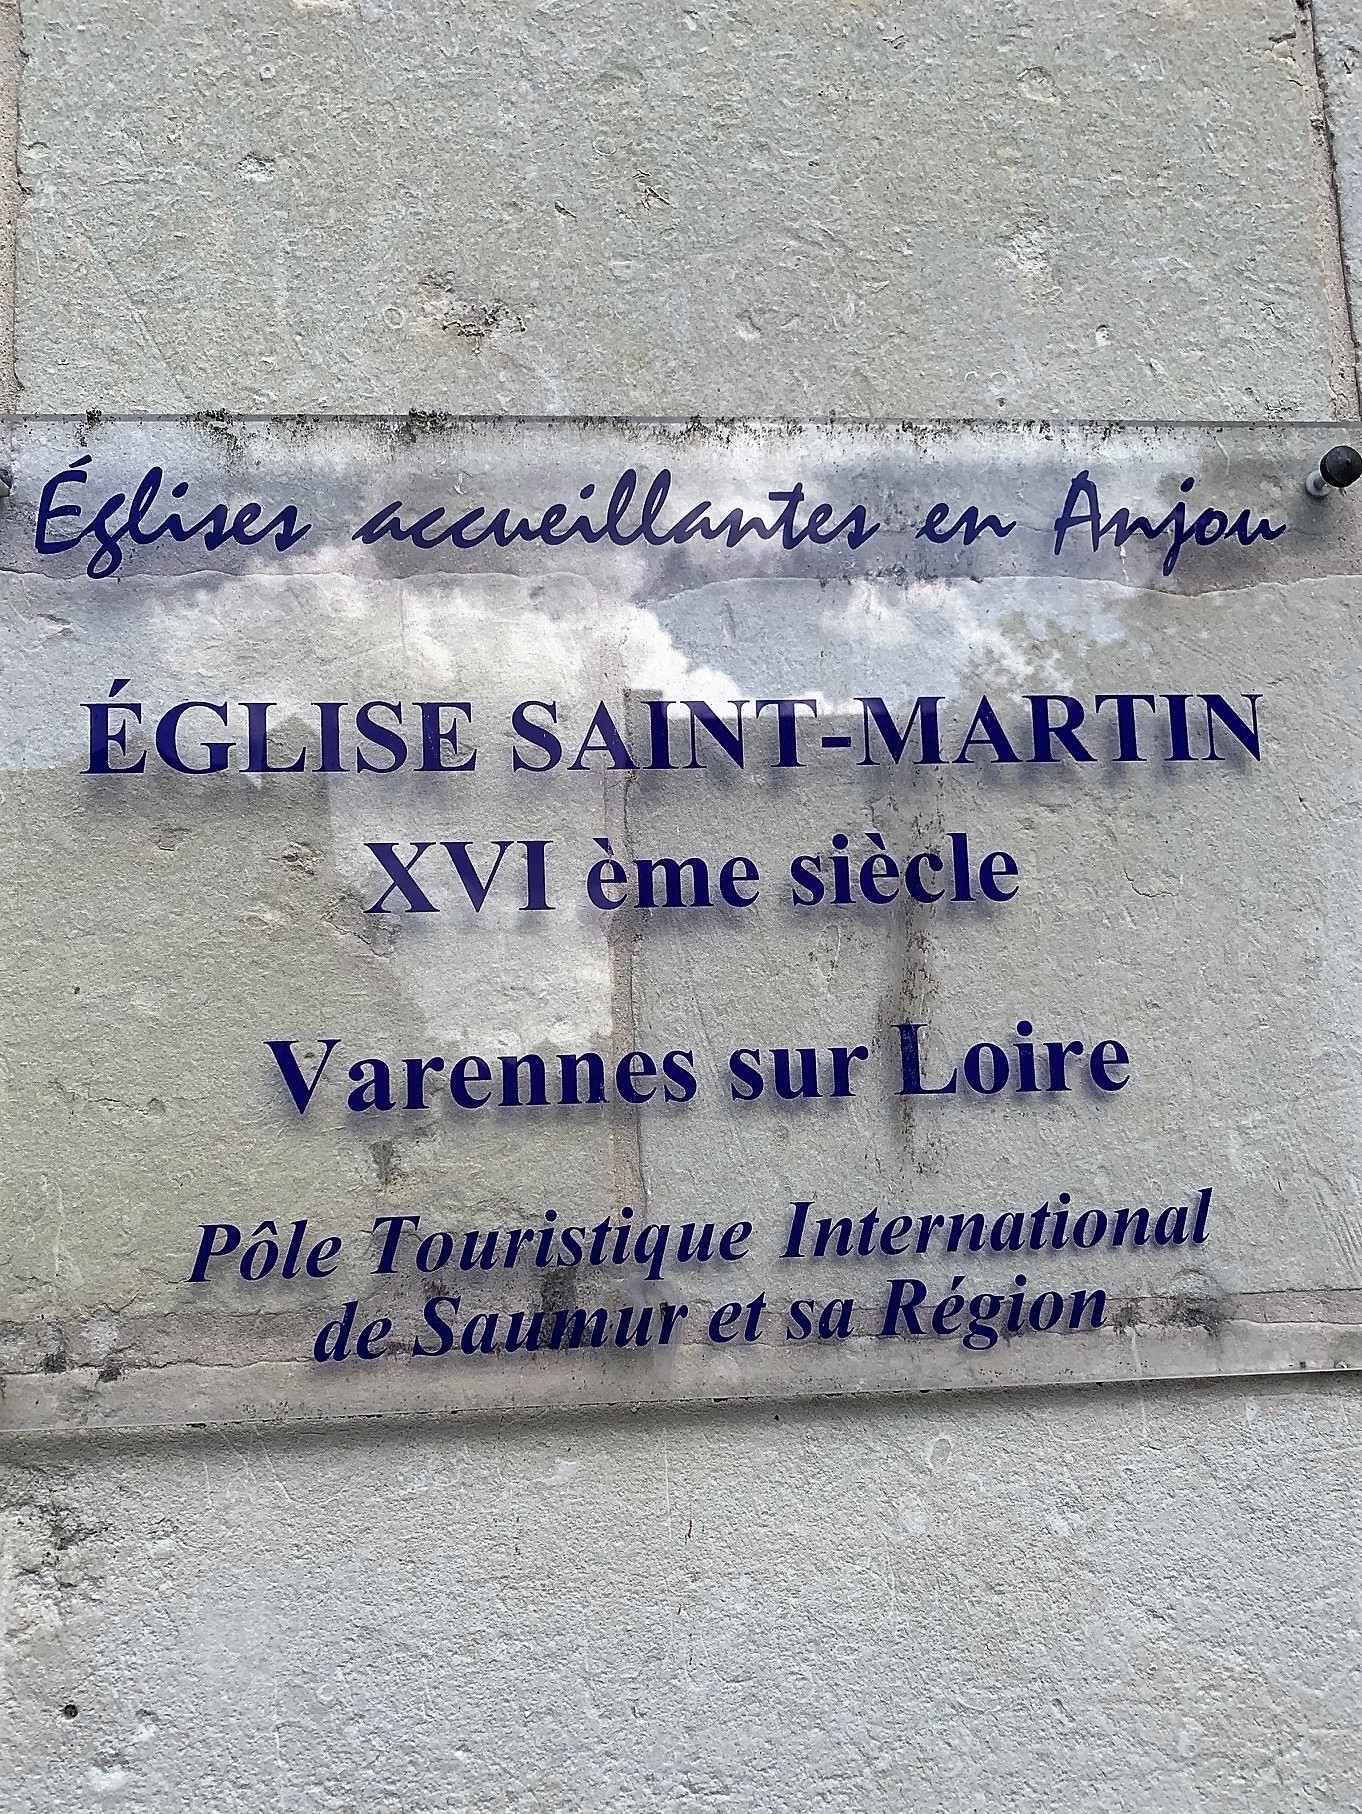 Églises accueillantes en Anjou
ÉGLISE SAINT-MARTIN
XVI ème siècle
Varennes sur Loire
Pôle Touristique International
de Saumur et sa Région